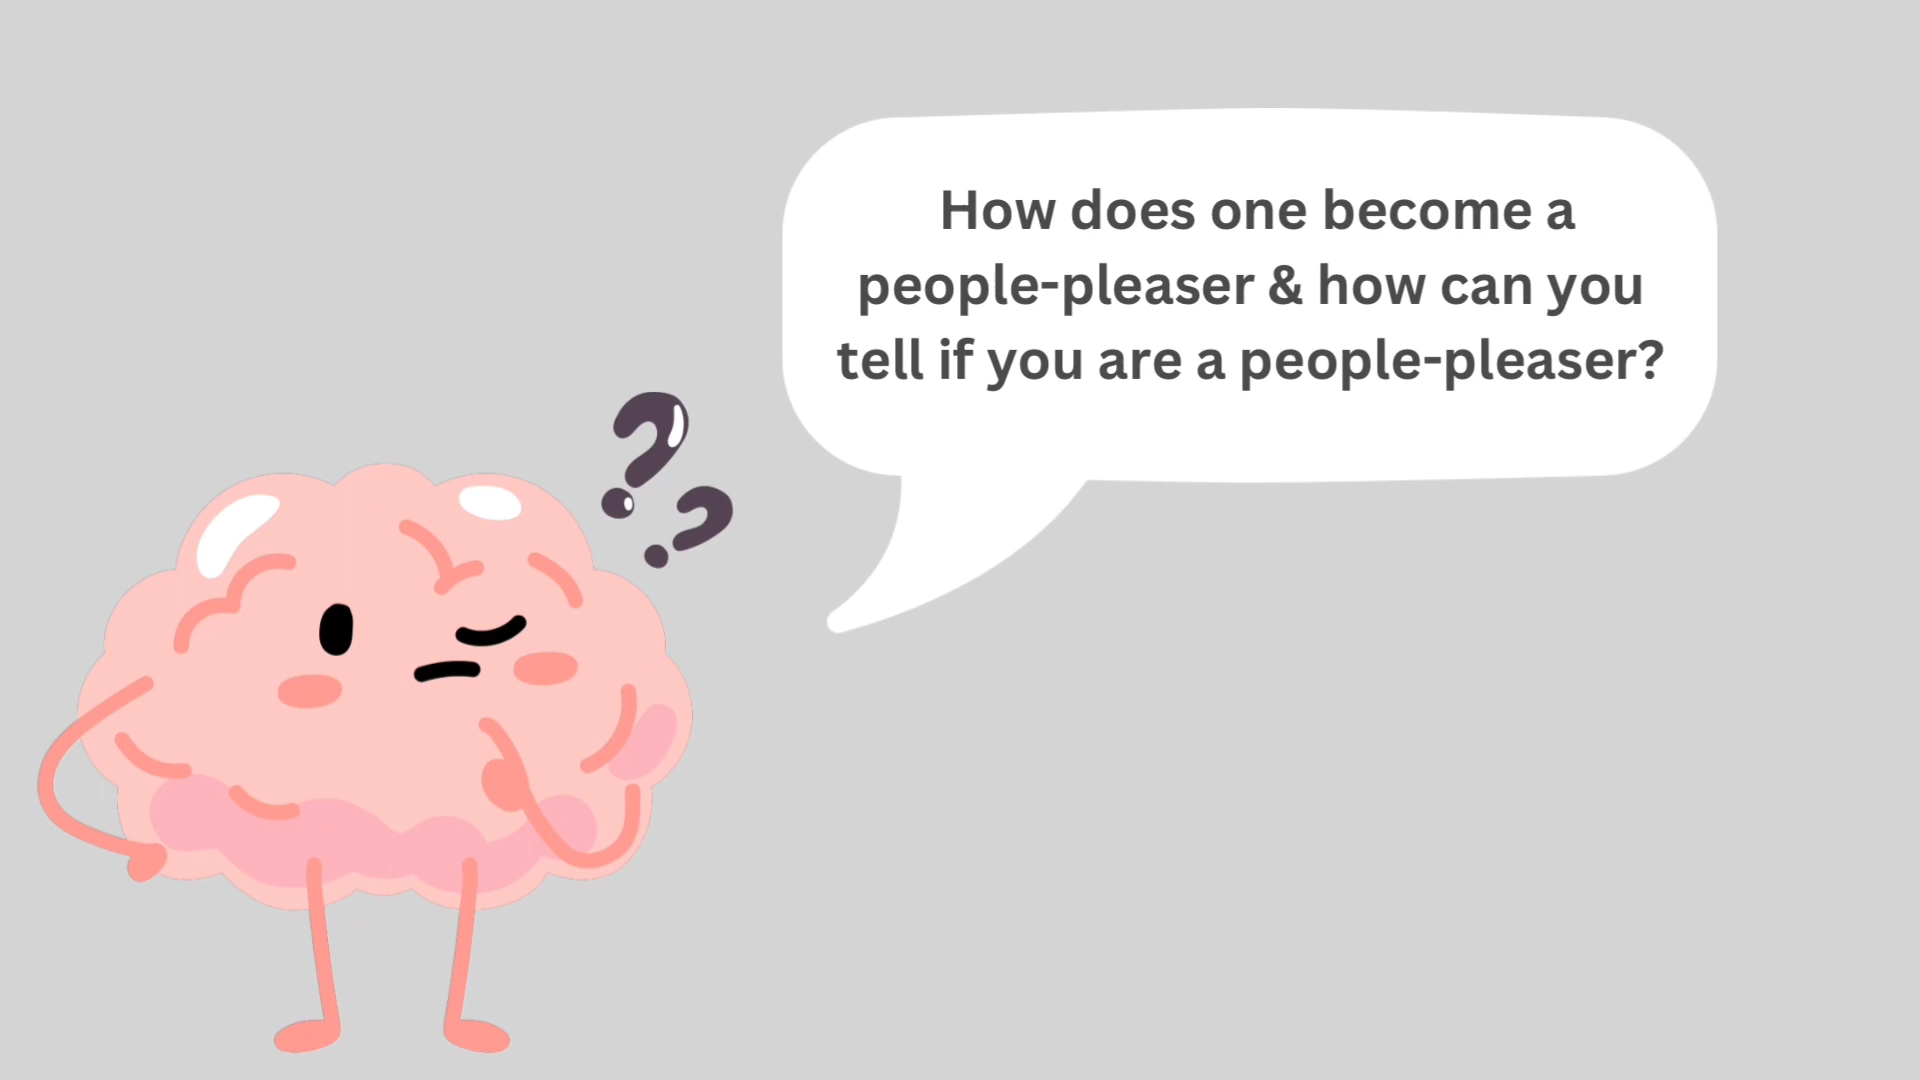 How does one become a
people-pleaser & how can you
tell if you are a people-pleaser?